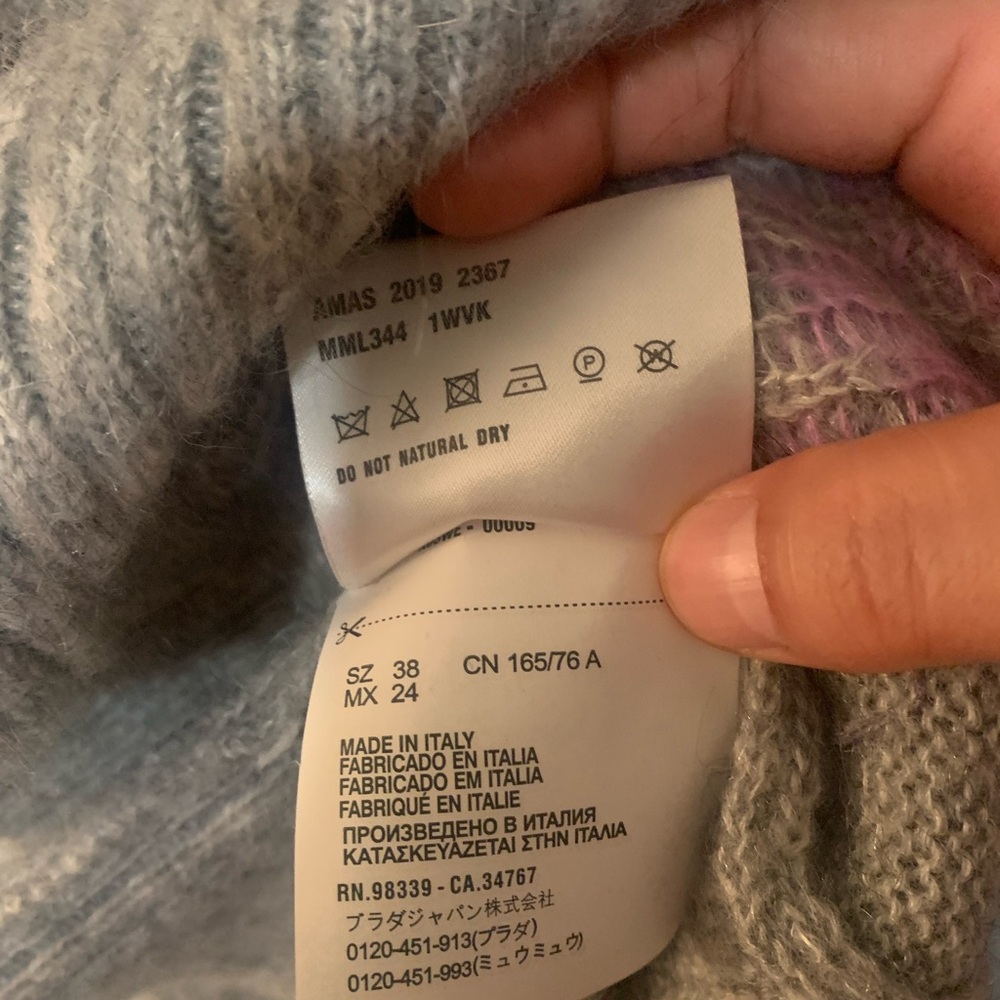 AMAS 2019 2367
MML344 1WVK
P
W
DO NOT NATURAL DRY
- 00009
SZ 38 CN 165/76 A
MX 24
MADE IN ITALY
FABRICADO EN ITALIA
FABRICADO EM ITALIA
FABRIQUÉ EN ITALIE
ПРОИЗВЕДЕНО В ИТАЛИЯ
ΚΑΤΑΣΚΕΥΆΖΕΤΑΙ ΣΤΗΝ ΙΤΑΛΙΑ
RN.98339 - CA.34767
プラダジャパン株式会社
0120-451-913(プラダ)
0120-451-993(ミュウミュウ)